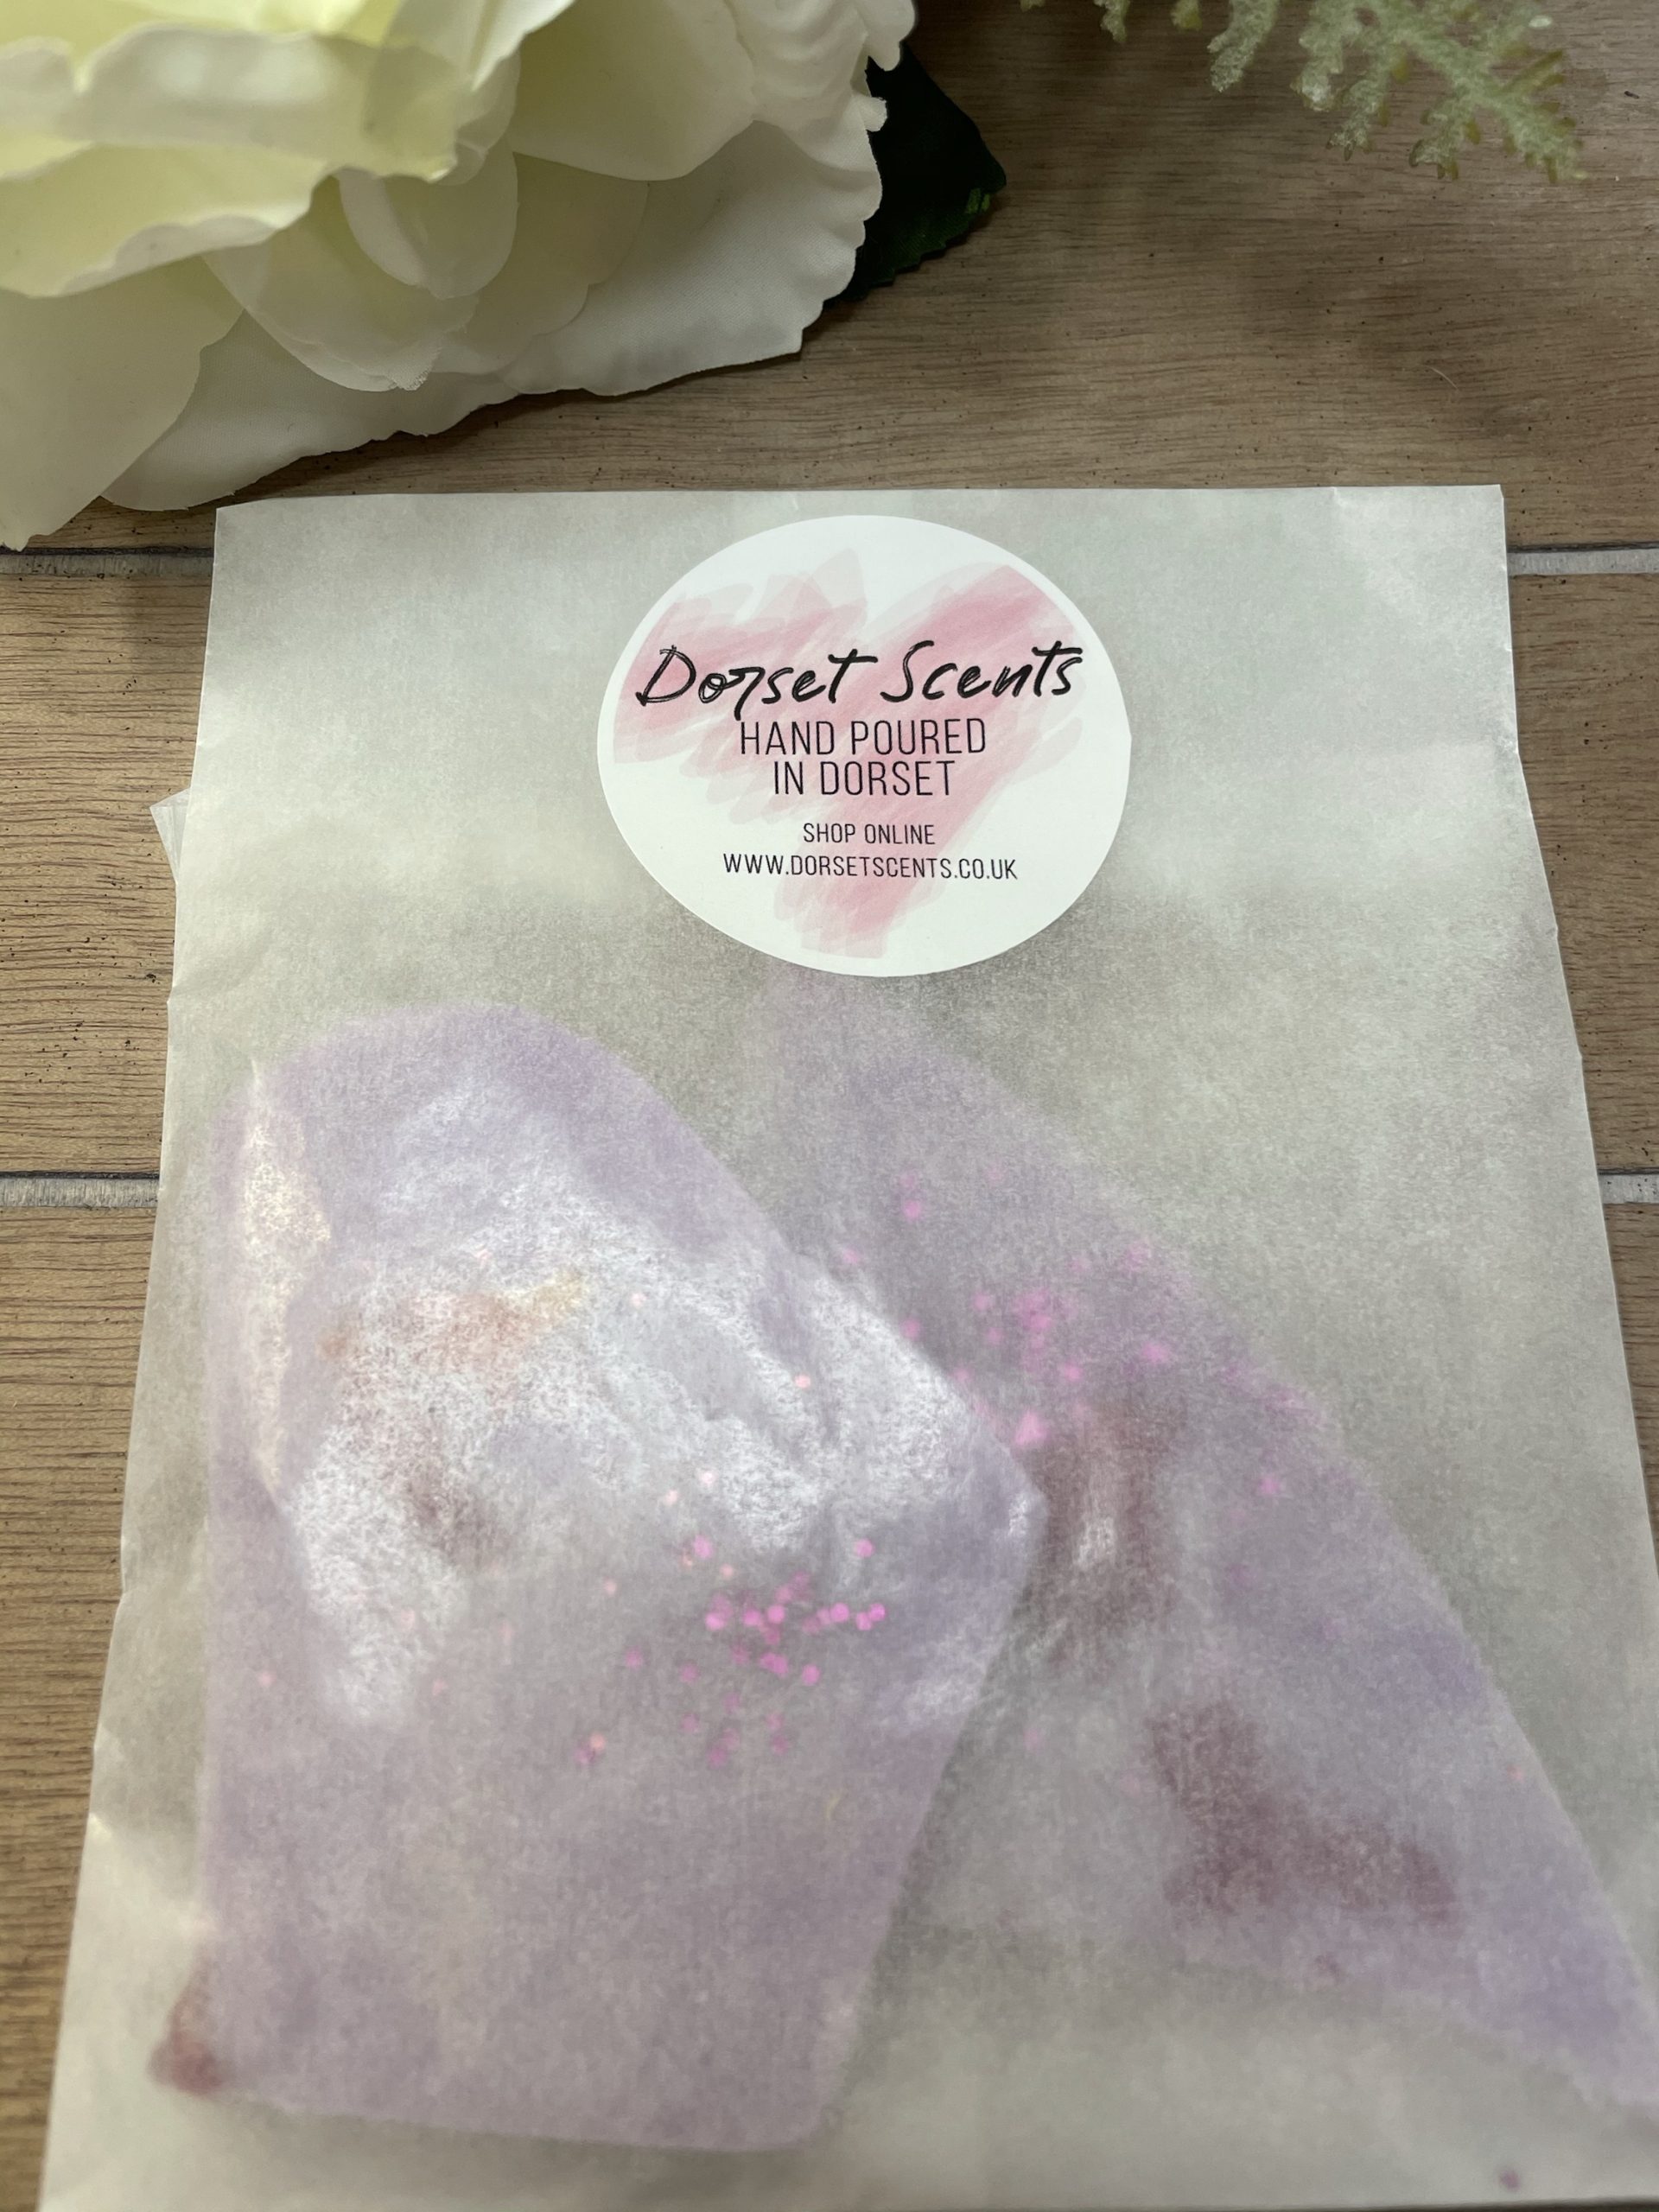 Dorset Scents
HAND POURED
IN DORSET
SHOP ONLINE
WWW.DORSETSCENTS.CO.UK